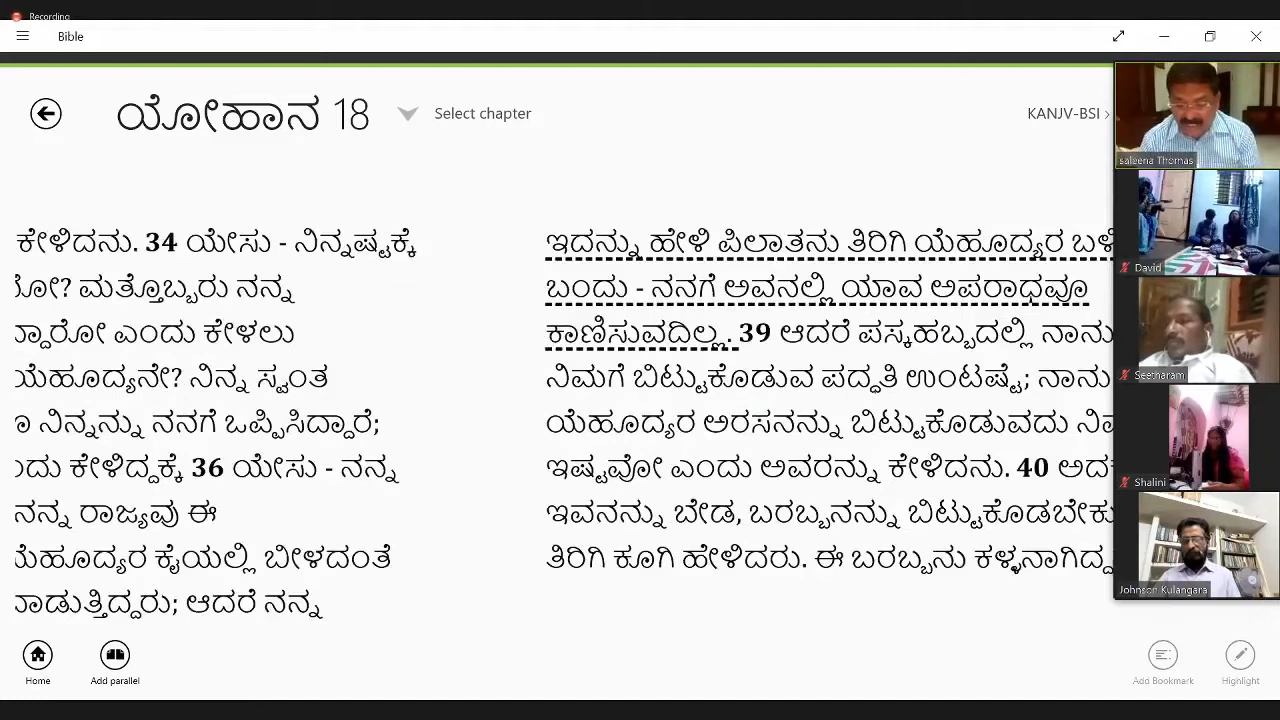 Recording
Bible
ಯೋಹಾನ 18
Select chapter
KANJV-BSI
ಕೇಳಿದನು. 34 ಯೇಸು - ನಿನ್ನಷ್ಟಕ್ಕೆ
ಮತ್ತೊಬ್ಬರು ನನ್ನ
ಎಂದು ಕೇಳಲು
ಯೆಹೂದ್ಯನೇ? ನಿನ್ನ ಸ್ವಂತ
ನಿನ್ನನ್ನು ನನಗೆ ಒಪ್ಪಿಸಿದ್ದಾರೆ;
ಕೇಳಿದ್ದಕ್ಕೆ 36 ಯೇಸು - ನನ್ನ
ನನ್ನ ರಾಜ್ಯವು ಈ
ಯೆಹೂದ್ಯರ ಕೈಯಲ್ಲಿ ಬೀಳದಂತೆ
ಆದರೆ ನನ್ನ
ಇದನ್ನು ಹೇಳಿ ಪಿಲಾತನು ತಿರಿಗಿ ಯೆಹೂದ್ಯರ
ಬಂದು - ನನಗೆ ಅವನಲ್ಲಿ ಯಾವ ಅಪರಾಧವೂ
ಕಾಣಿಸುವದಿಲ್ಲ. 39 ಆದರೆ ಪಸ್ಕಹಬ್ಬದಲ್ಲಿ ನಾನು
ನಿಮಗೆ ಬಿಟ್ಟುಕೊಡುವ ಪದ್ಧತಿ ಉಂಟಷ್ಟೆ; ನಾನು
ಯೆಹೂದ್ಯರ ಅರಸನನ್ನು ಬಿಟ್ಟುಕೊಡುವದು
ಇಷ್ಟವೋ ಎಂದು ಅವರನ್ನು ಕೇಳಿದನು. 40
ಇವನನ್ನು ಬೇಡ, ಬರಬ್ಬನನ್ನು
ತಿರಿಗಿ ಕೂಗಿ ಹೇಳಿದರು. ಈ ಬರಬ್ಬನು
Home
Add parallel
Add Bookmark
Highlight
saleena Thomas
David
Seetharam
Shalini
Johnson Kulangara